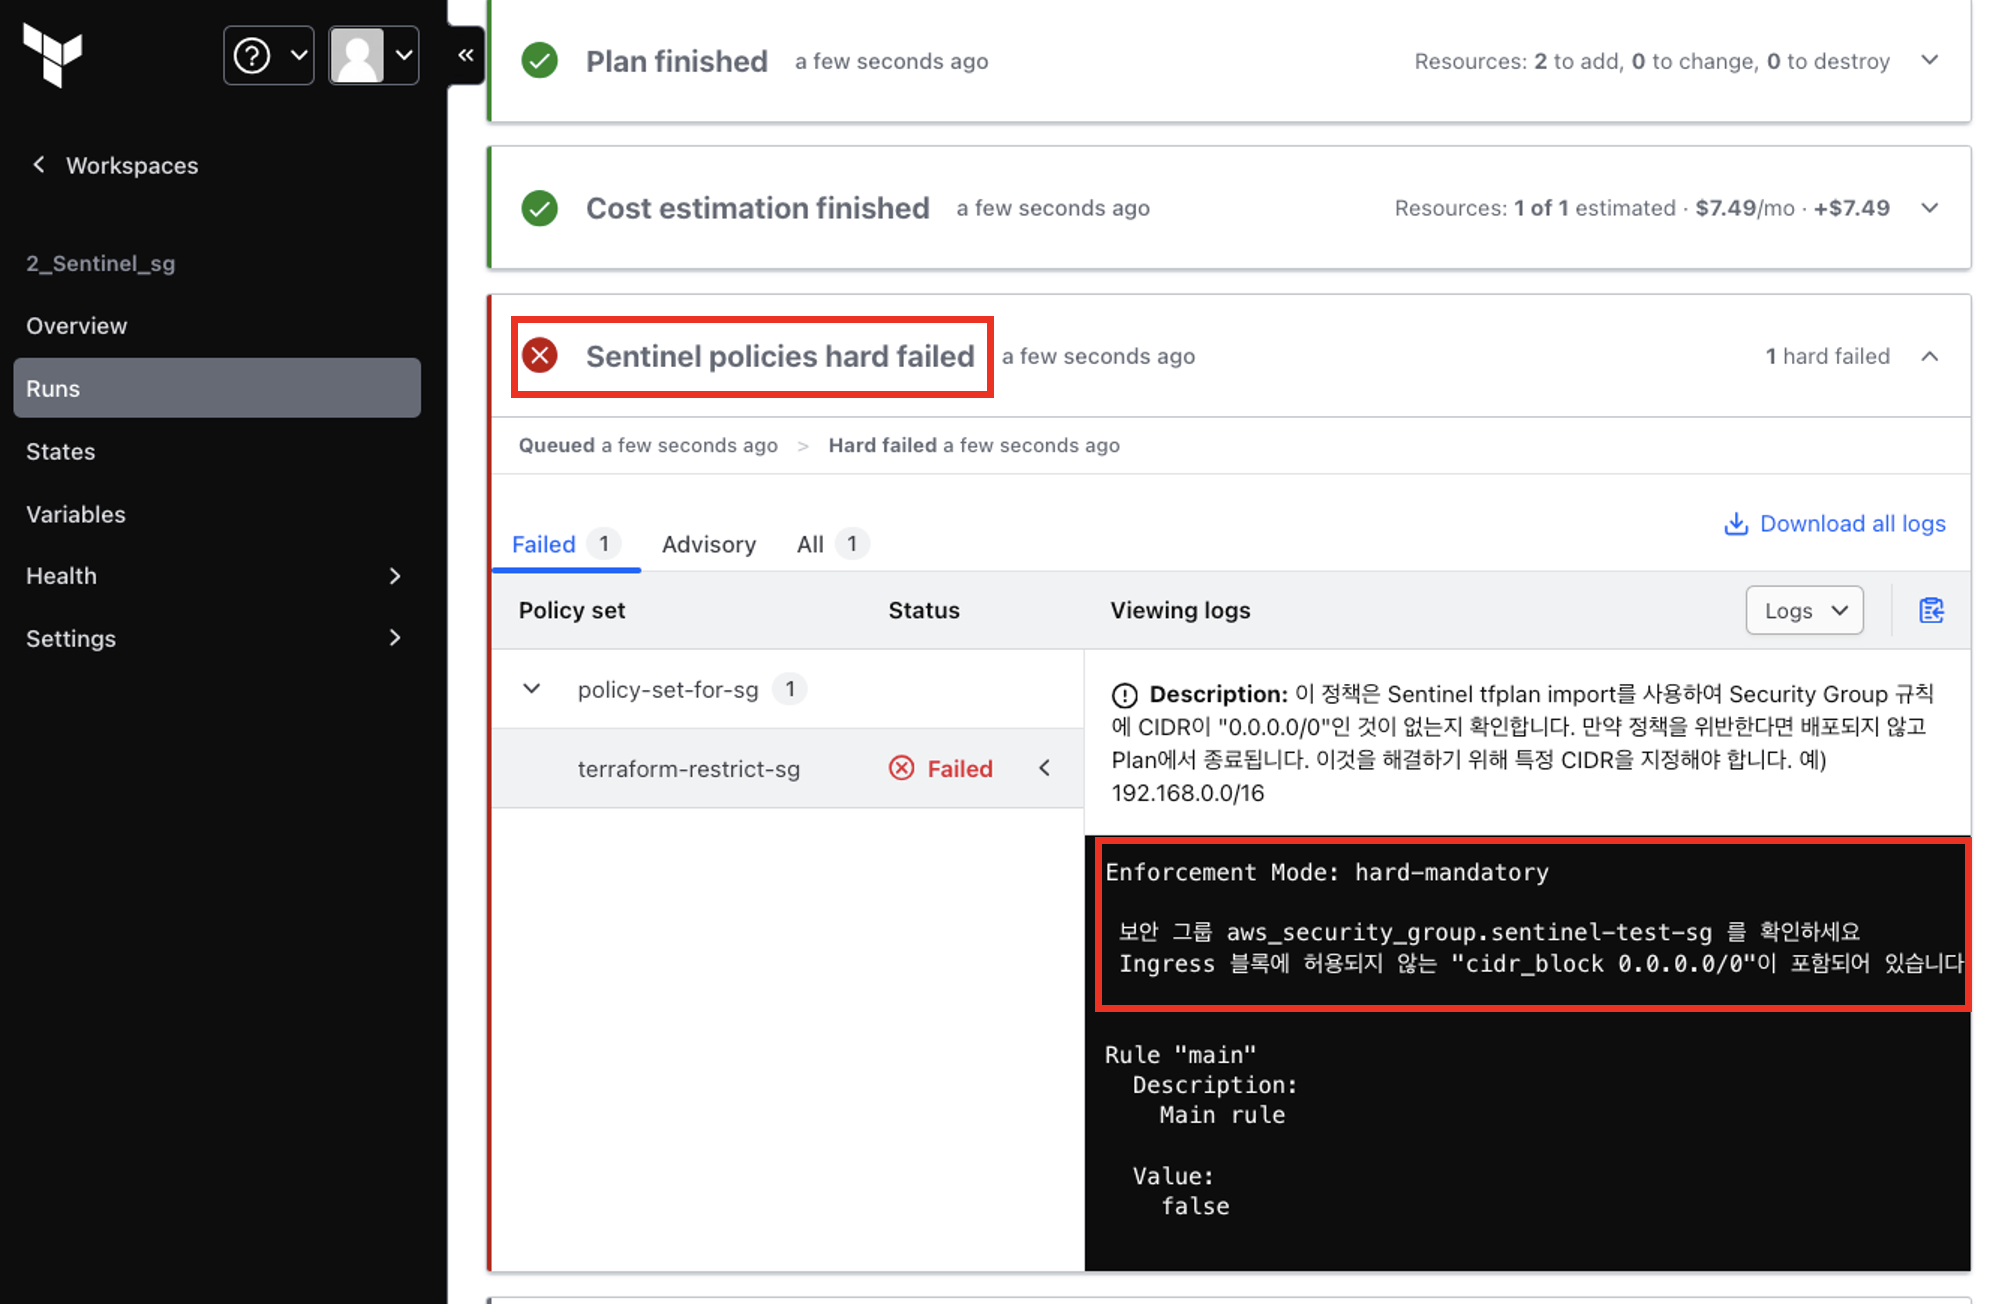 Plan finished a few seconds ago Resources: 2 to add, 0 to change, 0 to destroy
Workspaces
Cost estimation finished a few seconds ago Resources: 1 of 1 estimated · $7.49/mo · +$7.49
2_Sentinel_sg
Overview
Runs
States
Variables
Health
Settings
Sentinel policies hard failed a few seconds ago 1 hard failed
Queued a few seconds ago > Hard failed a few seconds ago
Download all logs
Failed 1 Advisory All 1
Policy set Status Viewing logs Logs
policy-set-for-sg 1
terraform-restrict-sg Failed
Description: 이 정책은 Sentinel tfplan import를 사용하여 Security Group 규칙
에 CIDR이 "0.0.0.0/0"인 것이 없는지 확인합니다. 만약 정책을 위반한다면 배포되지 않고
Plan에서 종료됩니다. 이것을 해결하기 위해 특정 CIDR을 지정해야 합니다. 예)
192.168.0.0/16
Enforcement Mode: hard-mandatory
보안 그룹 aws_security_group.sentinel-test-sg 를 확인하세요
Ingress 블록에 허용되지 않는 "cidr_block 0.0.0.0/0"이 포함되어 있습니다
Rule "main"
Description:
Main rule
Value:
false